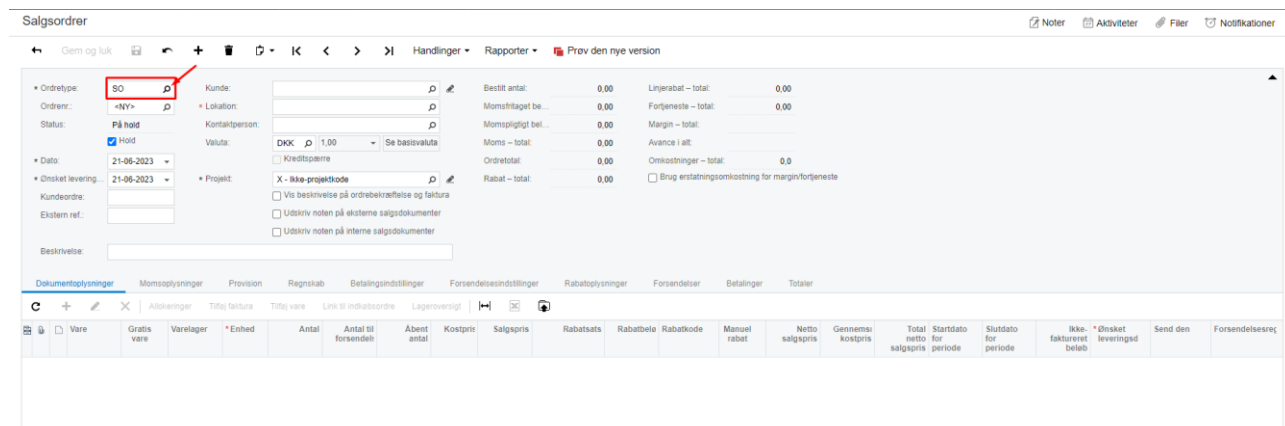 Salgsordrer
Noter Aktiviteter Filer Notifikationer
Gem og luk Handlinger Rapporter Prøv den nye version
* Ordretype: SO Kunde: Bestilt antal: 0,00 Linjerabat – total: 0,00
Ordrenr.: <NY> * Lokation: Momsfritaget be... 0,00 Fortjeneste – total: 0,00
Status: På hold Kontaktperson: Momspligtigt bel... 0,00 Margin – total:
Hold Valuta: DKK 1,00 Se basisvaluta Moms – total: 0,00 Avance i alt:
* Dato: 21-06-2023 Kreditspærre Ordretotal: 0,00 Omkostninger – total: 0,0
* Ønsket levering... 21-06-2023 * Projekt: X - Ikke-projektkode Rabat – total: 0,00 Brug erstatningsomkostning for margin/fortjeneste
Kundeordre: Vis beskrivelse på ordrebekræftelse og faktura
Ekstern ref.: Udskriv noten på eksterne salgsdokumenter
Udskriv noten på interne salgsdokumenter
Beskrivelse:
Dokumentoplysninger Momsoplysninger Provision Regnskab Betalingsindstillinger Forsendelsesindstillinger Rabatoplysninger Forsendelser Betalinger Totaler
Allokeringer Tilføj faktura Tilføj vare Link til indkøbsordre Lageroversigt
Vare Gratis Varelager * Enhed Antal Antal til Åbent Kostpris Salgspris Rabatsats Rabatbelø Rabatkode Manuel Netto Gennemsi Total Startdato Slutdato Ikke- * Ønsket Send den Forsendelsesreg
vare forsendels antal rabat salgspris kostpris netto for for faktureret leveringsd
salgspris periode periode beløb